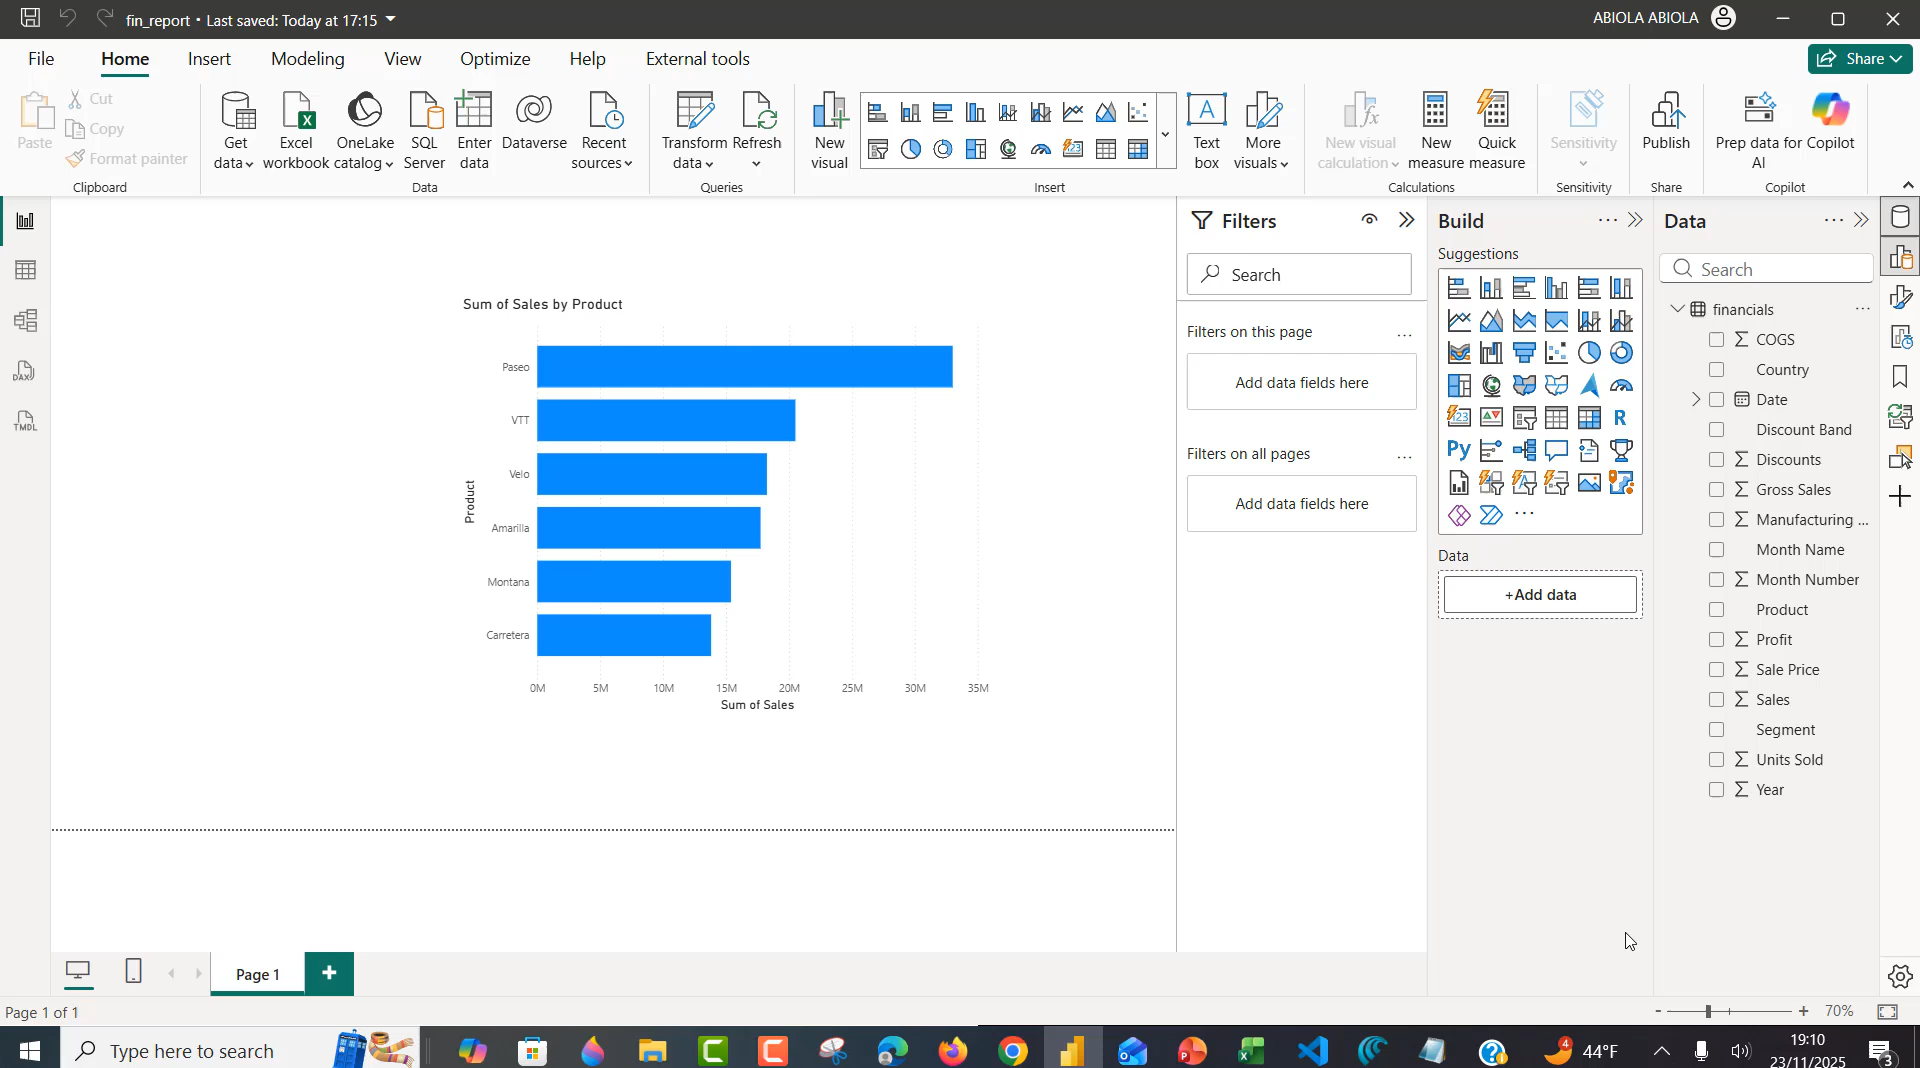 fin_report • Last saved: Today at 17:15
ABIOLA ABIOLA
File
Home
Insert
Modeling
View
Optimize
Help
External tools
Share
Paste
Cut
Copy
Format painter
Clipboard
Get data
Excel workbook
OneLake catalog
SQL Server
Enter data
Dataverse
Recent sources
Data
Transform data
Refresh
Queries
New visual
Text box
More visuals
Insert
New visual calculation
New measure
Quick measure
Calculations
Sensitivity
Sensitivity
Publish
Share
Prep data for AI
Copilot
Copilot
DAX
TMDL
Sum of Sales by Product
Product
Paseo
VTT
Velo
Amarilla
Montana
Carretera
0M 5M 10M 15M 20M 25M 30M 35M
Sum of Sales
Filters
Search
Filters on this page
Add data fields here
Filters on all pages
Add data fields here
Build
Suggestions
123
R
Py
Data
+Add data
Data
Search
financials
COGS
Country
Date
Discount Band
Discounts
Gross Sales
Manufacturing ...
Month Name
Month Number
Product
Profit
Sale Price
Sales
Segment
Units Sold
Year
Page 1
Page 1 of 1
70%
Type here to search
4
44°F
19:10
23/11/2025
3